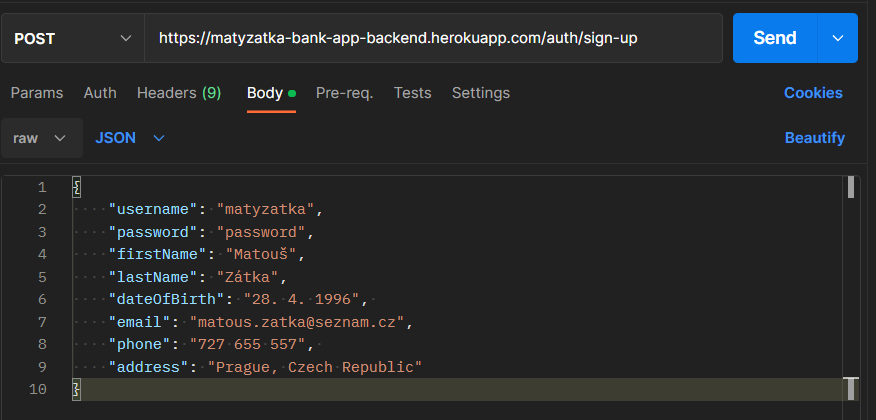 POST https://matyzatka-bank-app-backend.herokuapp.com/auth/sign-up Send
Params Auth Headers (9) Body Pre-req. Tests Settings Cookies
raw JSON Beautify
1 {
2 "username": "matyzatka",
3 "password": "password",
4 "firstName": "Matouš",
5 "lastName": "Zátka",
6 "dateOfBirth": "28. 4. 1996",
7 "email": "matous.zatka@seznam.cz",
8 "phone": "727 655 557",
9 "address": "Prague, Czech Republic"
10 }